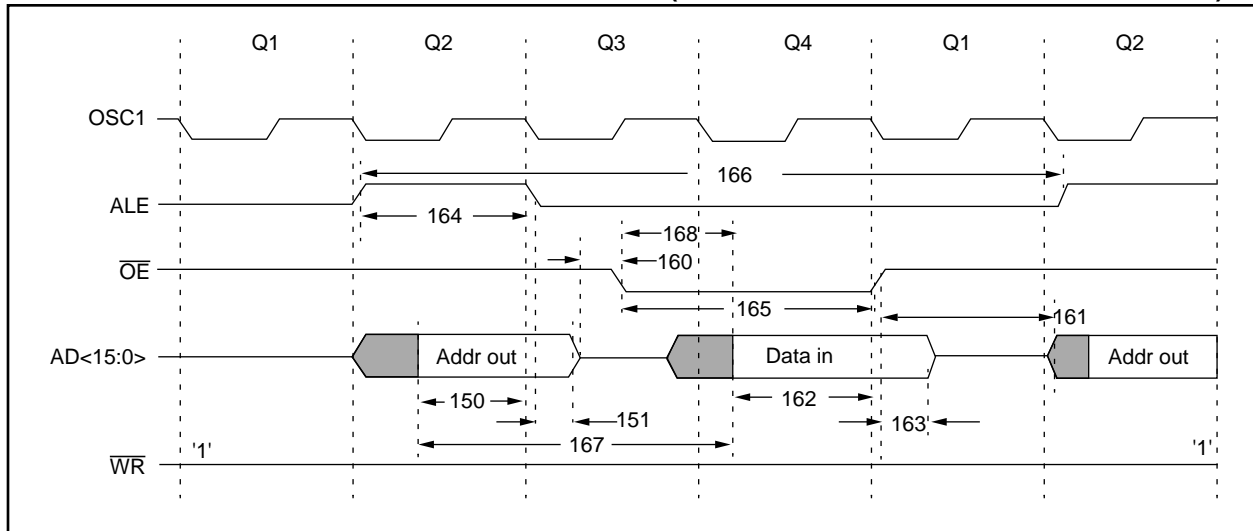 Q1 Q2 Q3 Q4 Q1 Q2
OSC1
166
ALE
164
168
OE
160
165
161
AD<15:0>
Addr out
Data in
Addr out
150
162
151
163
167
'1'
'1'
WR